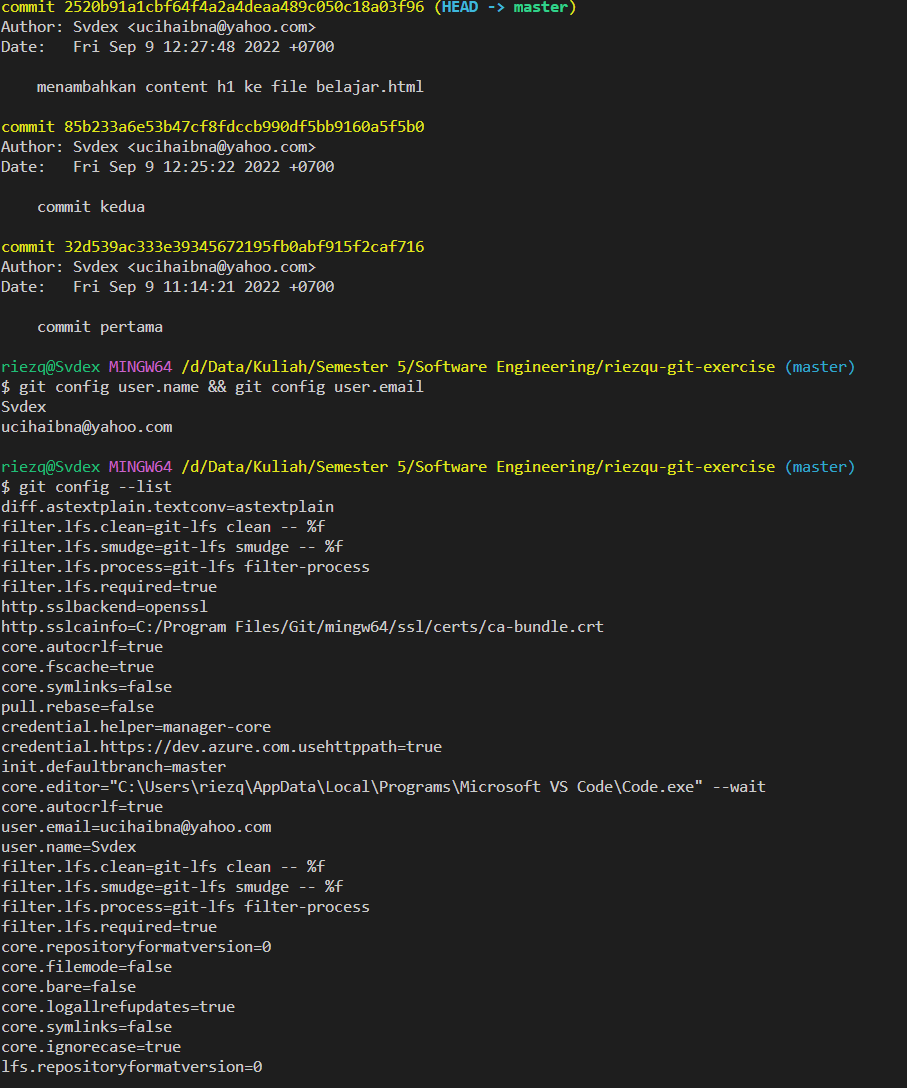 commit 2520b91a1cbf64f4a2a4deaa489c050c18a03f96 (HEAD -> master)
Author: Svdex <ucihaibna@yahoo.com>
Date:   Fri Sep 9 12:27:48 2022 +0700
    menambahkan content h1 ke file belajar.html
commit 85b233a6e53b47cf8fdccb990df5bb9160a5f5b0
Author: Svdex <ucihaibna@yahoo.com>
Date:   Fri Sep 9 12:25:22 2022 +0700
    commit kedua
commit 32d539ac333e39345672195fb0abf915f2caf716
Author: Svdex <ucihaibna@yahoo.com>
Date:   Fri Sep 9 11:14:21 2022 +0700
    commit pertama
riezq@Svdex MINGW64 /d/Data/Kuliah/Semester 5/Software Engineering/riezqu-git-exercise (master)
$ git config user.name && git config user.email
Svdex
ucihaibna@yahoo.com
riezq@Svdex MINGW64 /d/Data/Kuliah/Semester 5/Software Engineering/riezqu-git-exercise (master)
$ git config --list
diff.astextplain.textconv=astextplain
filter.lfs.clean=git-lfs clean -- %f
filter.lfs.smudge=git-lfs smudge -- %f
filter.lfs.process=git-lfs filter-process
filter.lfs.required=true
http.sslbackend=openssl
http.sslcainfo=C:/Program Files/Git/mingw64/ssl/certs/ca-bundle.crt
core.autocrlf=true
core.fscache=true
core.symlinks=false
pull.rebase=false
credential.helper=manager-core
credential.https://dev.azure.com.usehttppath=true
init.defaultbranch=master
core.editor="C:\Users\riezq\AppData\Local\Programs\Microsoft VS Code\Code.exe" --wait
core.autocrlf=true
user.email=ucihaibna@yahoo.com
user.name=Svdex
filter.lfs.clean=git-lfs clean -- %f
filter.lfs.smudge=git-lfs smudge -- %f
filter.lfs.process=git-lfs filter-process
filter.lfs.required=true
core.repositoryformatversion=0
core.filemode=false
core.bare=false
core.logallrefupdates=true
core.symlinks=false
core.ignorecase=true
lfs.repositoryformatversion=0